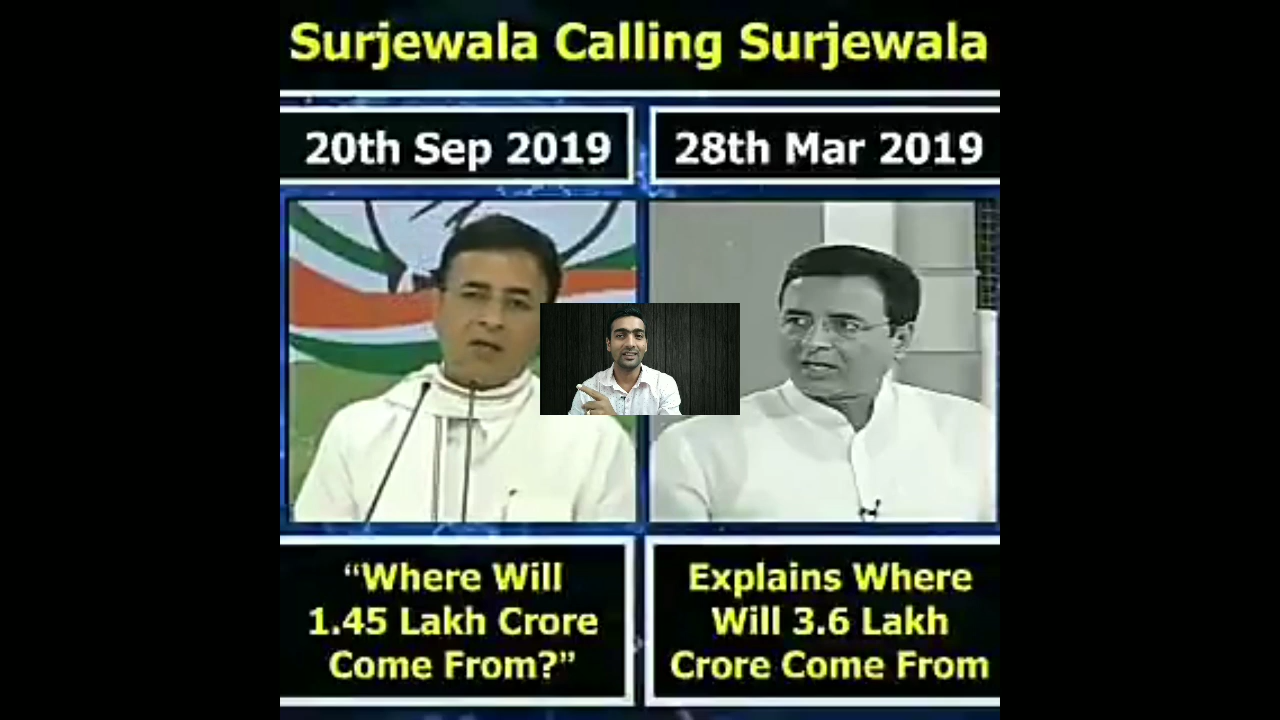 Surjewala Calling Surjewala
20th Sep 2019
28th Mar 2019
“Where Will
1.45 Lakh Crore
Come From?”
Explains Where
Will 3.6 Lakh
Crore Come From